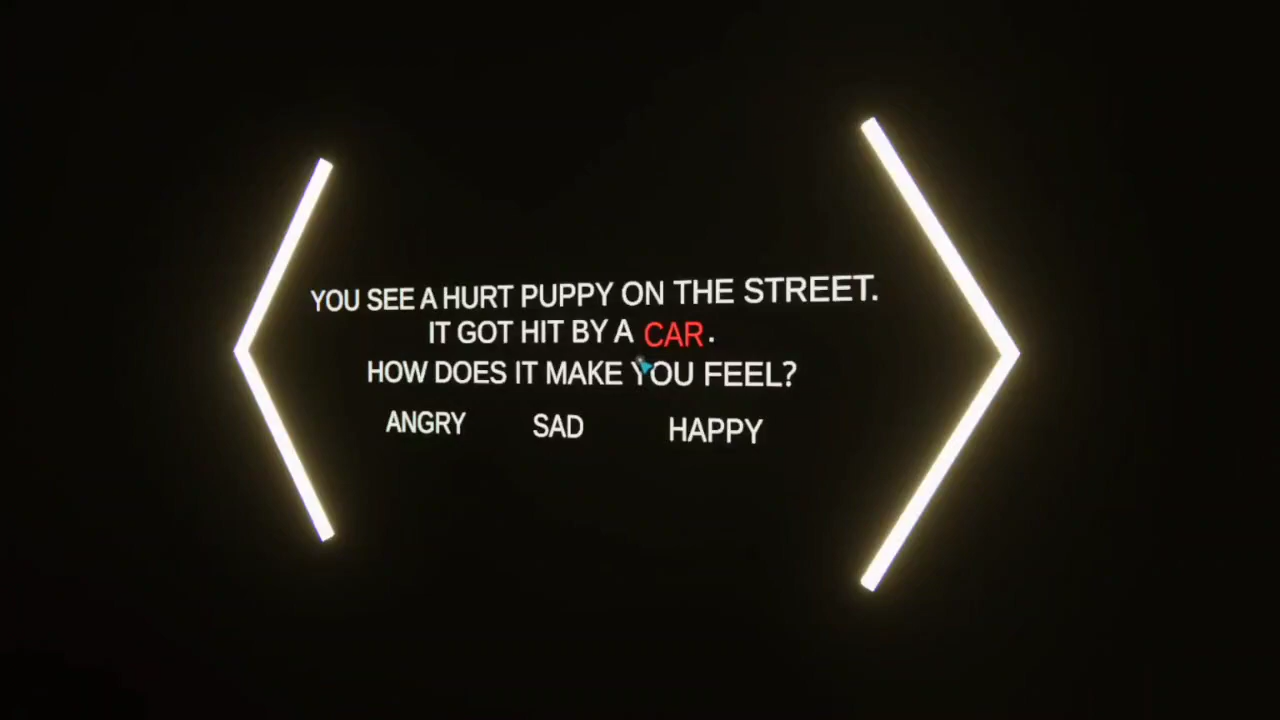 YOU SEE A HURT PUPPY ON THE STREET.
IT GOT HIT BY A CAR.
HOW DOES IT MAKE YOU FEEL?
ANGRY SAD HAPPY